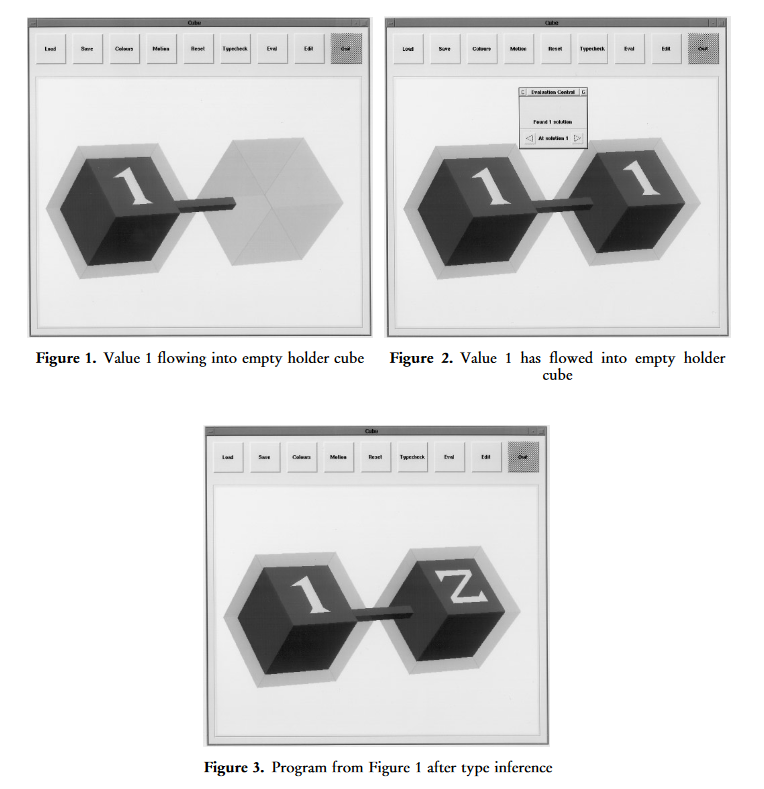 Cube
Load Save Colours Motion Reset Typecheck Eval Edit Quit
1
Figure 1. Value 1 flowing into empty holder cube
Cube
Load Save Colours Motion Reset Typecheck Eval Edit Quit
Evaluation Control
Found 1 solution
At solution 1
1 1
Figure 2. Value 1 has flowed into empty holder
cube
Cube
Load Save Colours Motion Reset Typecheck Eval Edit Quit
1 Z
Figure 3. Program from Figure 1 after type inference